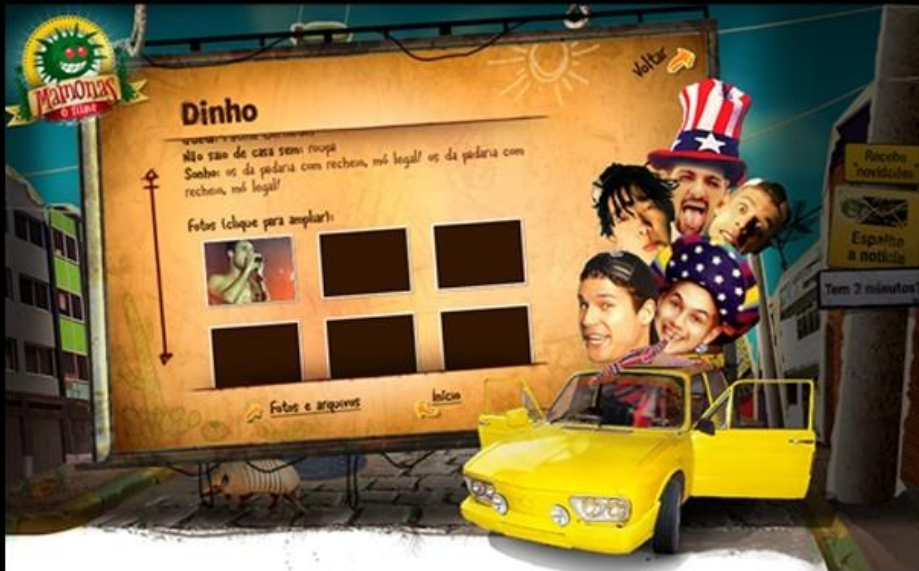 Mamonas
O filme
Voltar
Dinho
Não saio de casa sem: roupa
Sonho: os da padaria com recheio, mó legal! os da padaria com
recheio, mó legal!
Fotos (clique para ampliar):
Fotos e arquivos
Início
Receba
novidades
Espalhe
a notícia
Tem 2 minutos?